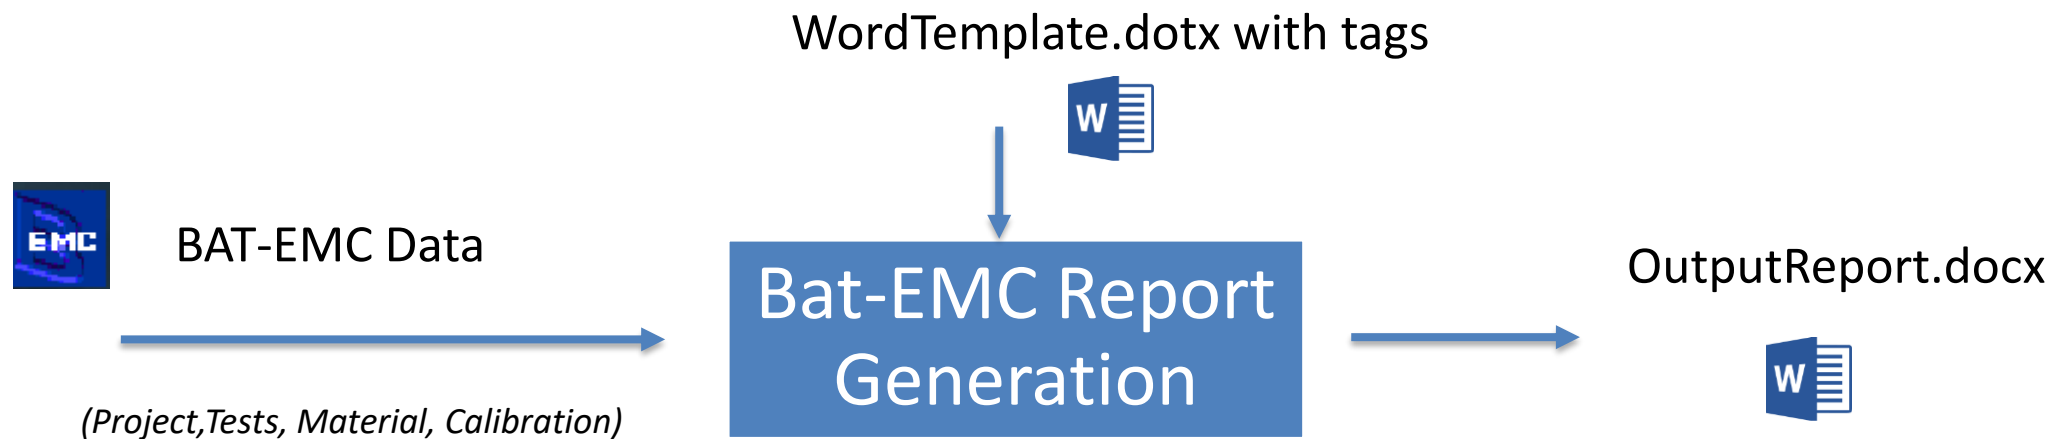 WordTemplate.dotx with tags
W
EMC
BAT-EMC Data
(Project,Tests, Material, Calibration)
Bat-EMC Report
Generation
OutputReport.docx
W